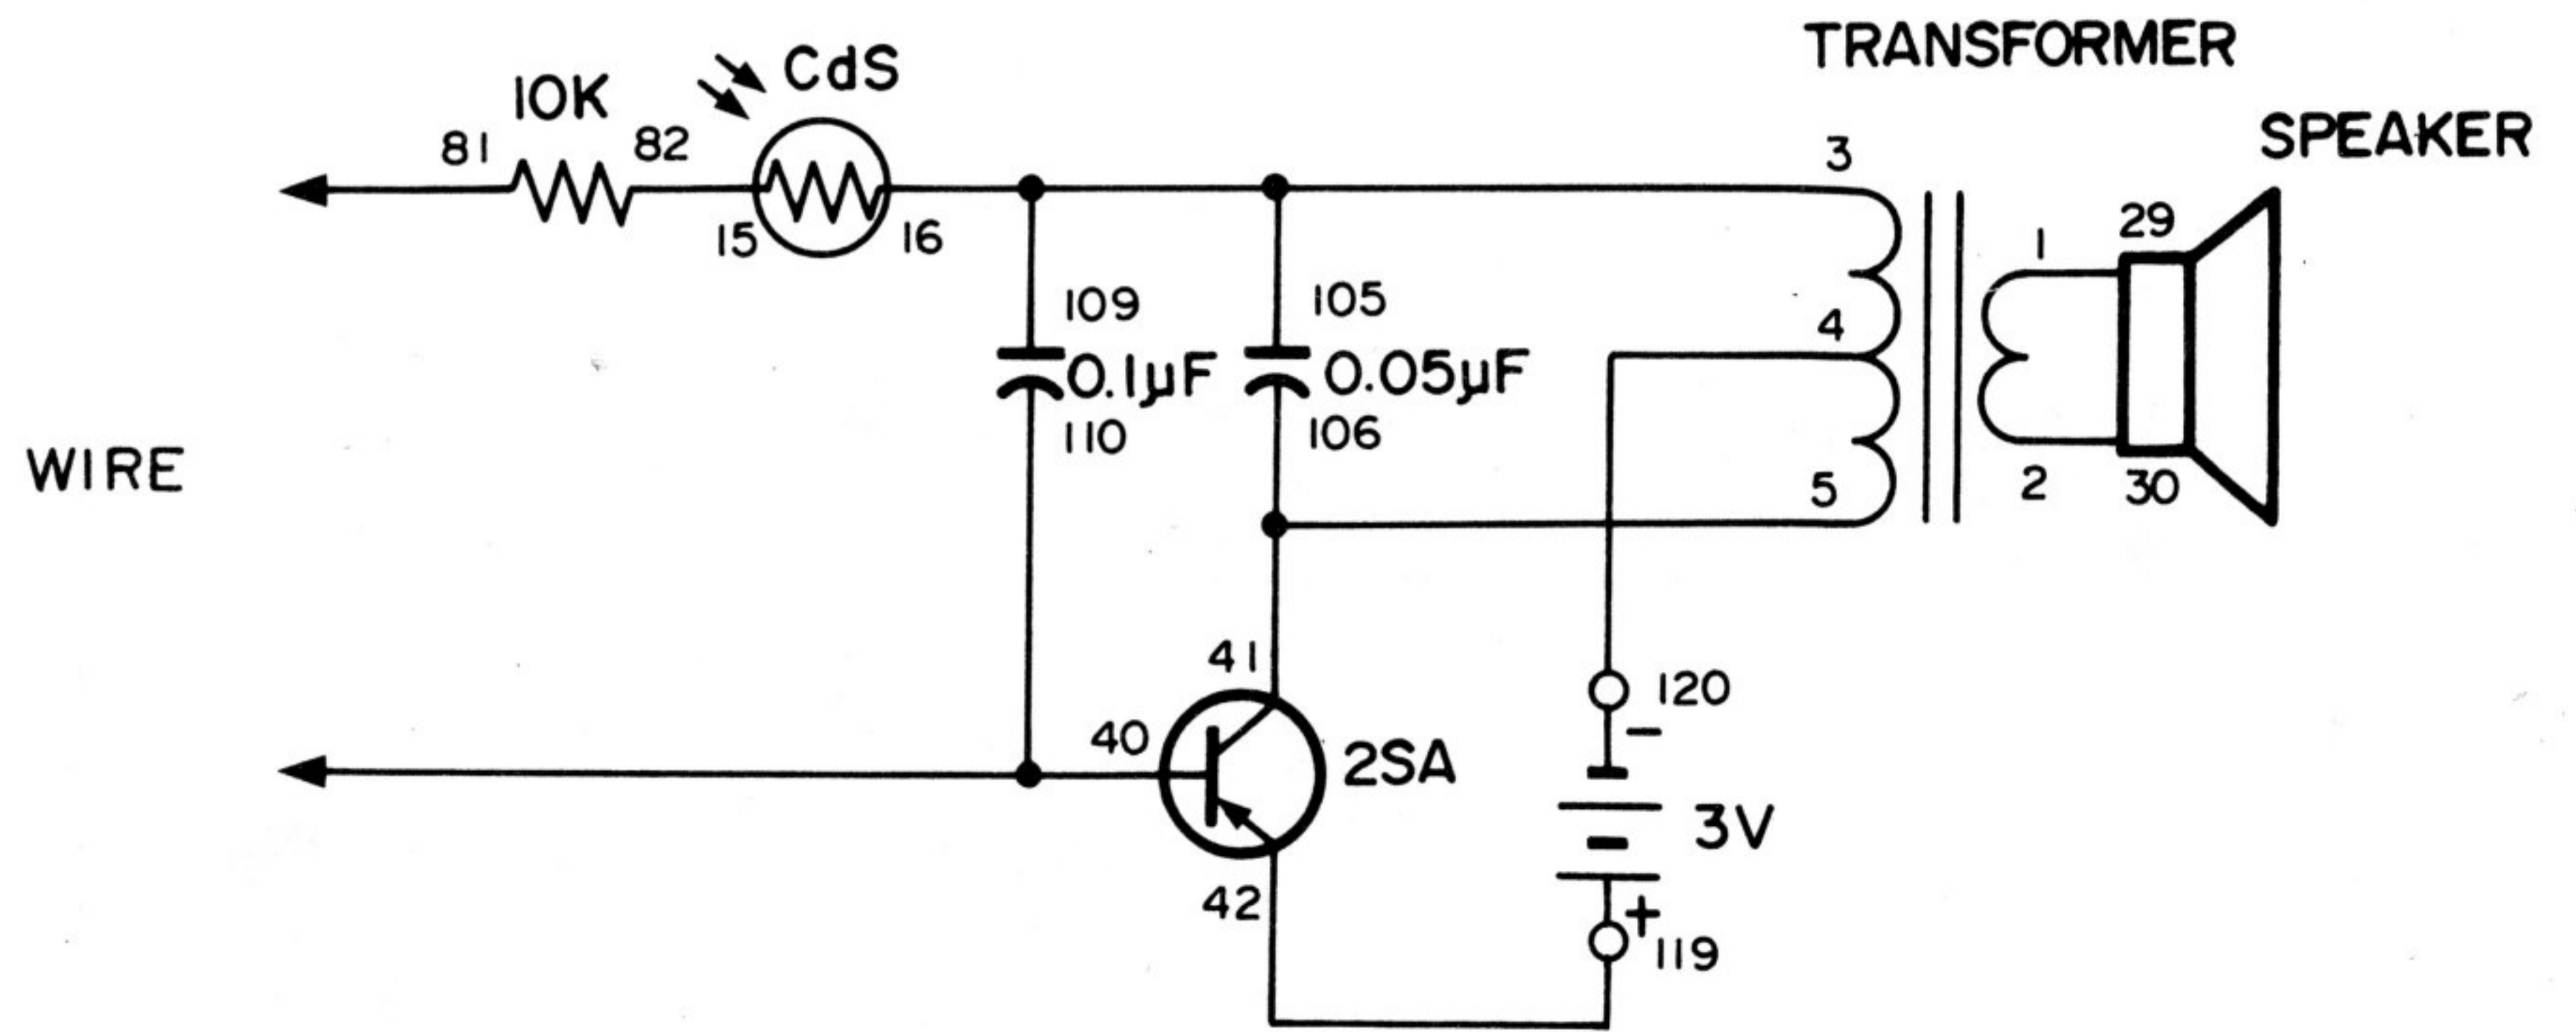 TRANSFORMER
CdS
10K
SPEAKER
81
82
3
15
16
29
1
109
105
4
0.1μF
0.05μF
110
106
WIRE
5
2
30
41
120
40
−
2SA
3V
42
+
119